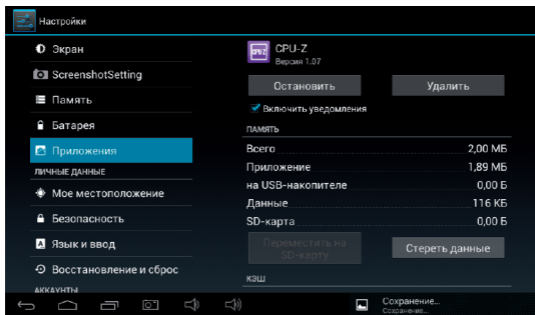 Настройки
Экран
ScreenshotSetting
Память
Батарея
Приложения
ЛИЧНЫЕ ДАННЫЕ
Мое местоположение
Безопасность
Язык и ввод
Восстановление и сброс
АККАУНТЫ
CPU-Z
Версия 1.07
Остановить Удалить
Включить уведомления
ПАМЯТЬ
Всего 2,00 МБ
Приложение 1,89 МБ
на USB-накопителе 0,00 Б
Данные 116 КБ
SD-карта 0,00 Б
Переместить на
SD-карту
Стереть данные
КЭШ
Сохранение...
Сохранение...